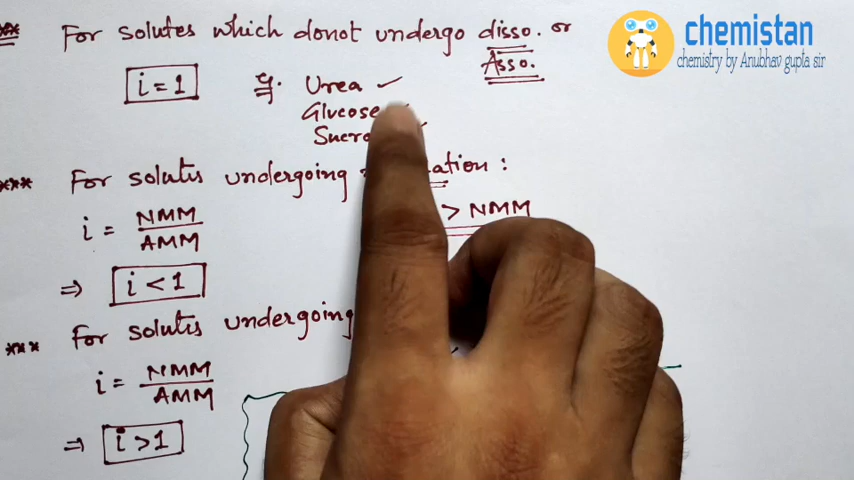 For solutes which donot undergo disso. or
Asso.
i = 1
eg. Urea ✓
Glucose
For solutes undergoing
i = NMM
AMM
> NMM
⇒ i < 1
For solutes undergoing
i = NMM
AMM
⇒ i > 1
chemistan
chemistry by Anubhav gupta sir